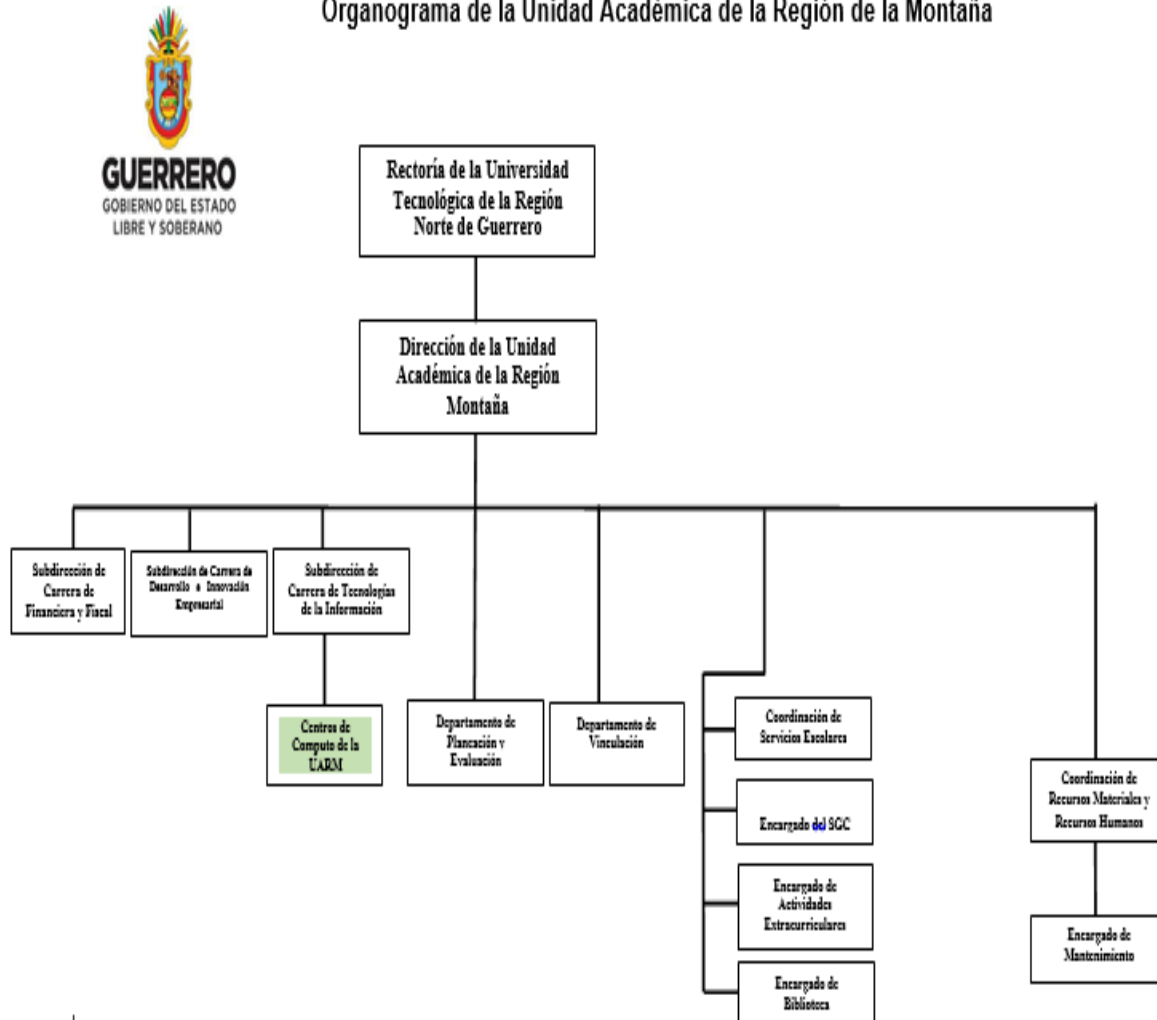 Organograma de la Unidad Académica de la Región de la Montaña
GUERRERO
GOBIERNO DEL ESTADO
LIBRE Y SOBERANO
Rectoría de la Universidad
Tecnológica de la Región
Norte de Guerrero
Dirección de la Unidad
Académica de la Región
Montaña
Subdirección de
Carrera de
Financiera y Fiscal
Subdirección de Carrera de
Desarrollo e Innovación
Empresarial
Subdirección de
Carrera de Tecnologías
de la Información
Centros de
Computo de la
UARM
Departamento de
Planeación y
Evaluación
Departamento de
Vinculación
Coordinación de
Servicios Escolares
Encargado del SGC
Encargado de
Actividades
Extracurriculares
Encargado de
Biblioteca
Coordinación de
Recursos Materiales y
Recursos Humanos
Encargado de
Mantenimiento